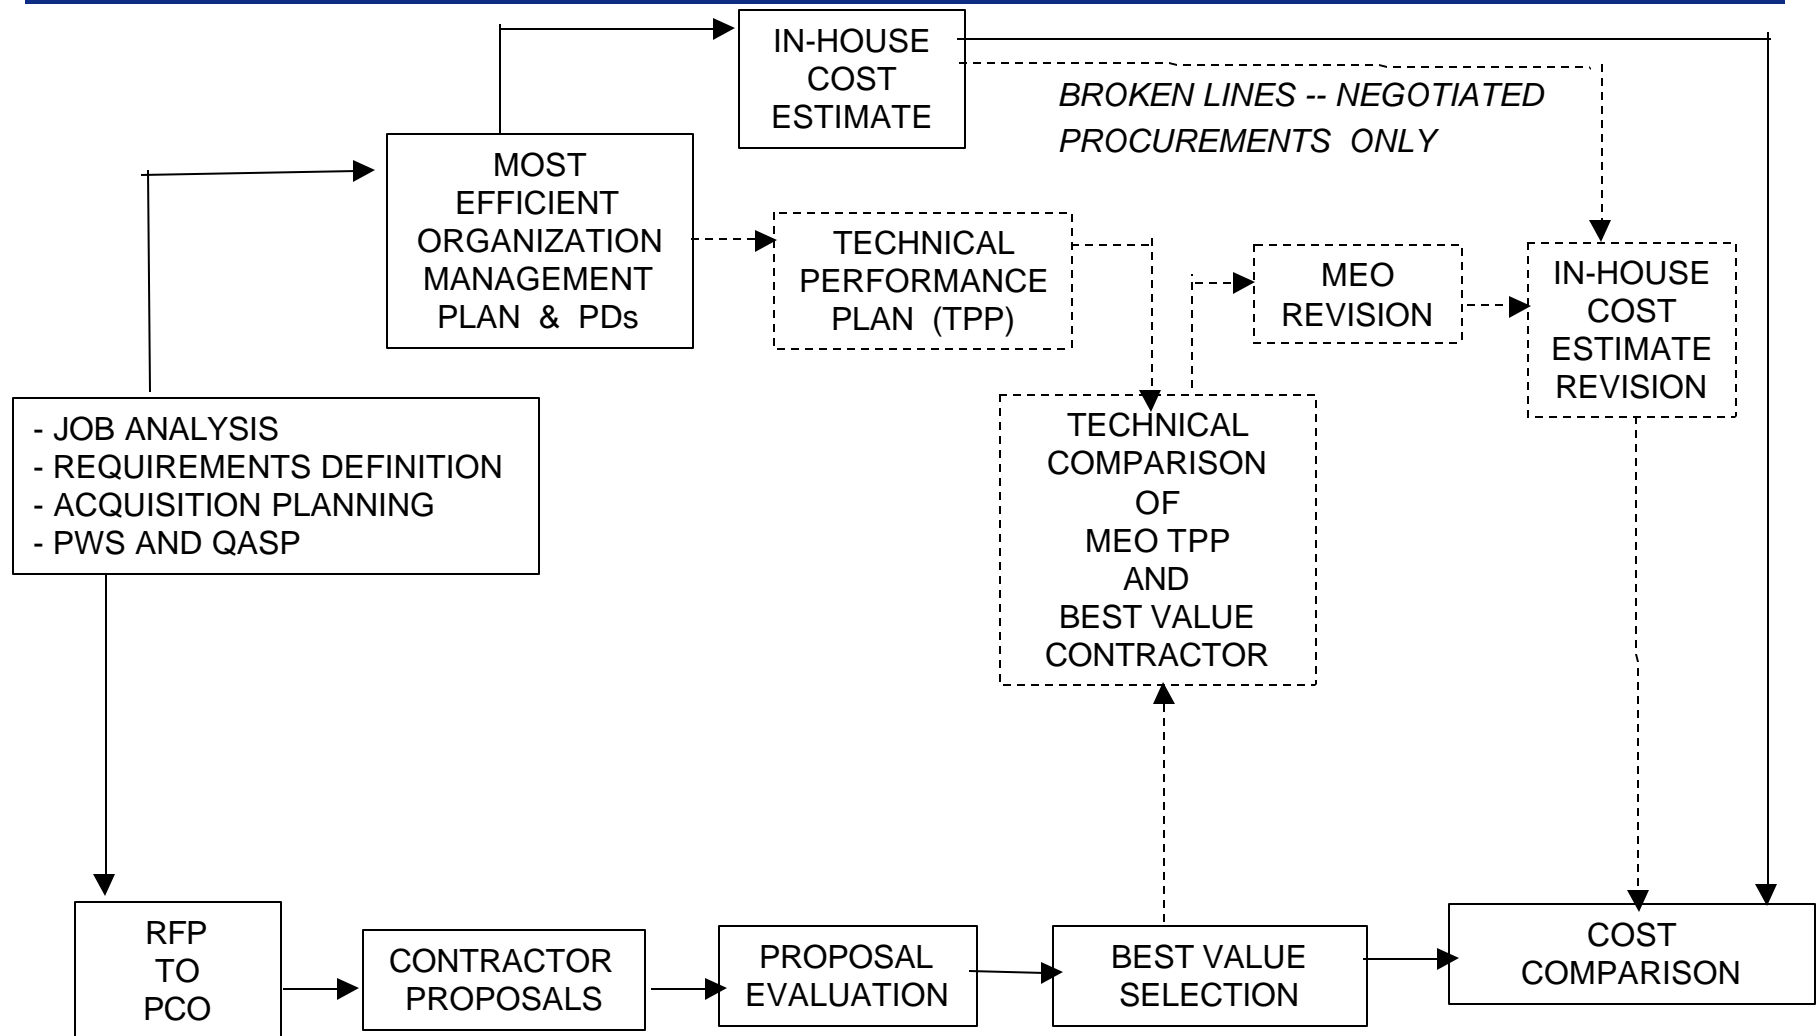 IN-HOUSE
COST
ESTIMATE
BROKEN LINES -- NEGOTIATED
PROCUREMENTS ONLY
MOST
EFFICIENT
ORGANIZATION
MANAGEMENT
PLAN & PDs
TECHNICAL
PERFORMANCE
PLAN (TPP)
MEO
REVISION
IN-HOUSE
COST
ESTIMATE
REVISION
- JOB ANALYSIS
- REQUIREMENTS DEFINITION
- ACQUISITION PLANNING
- PWS AND QASP
TECHNICAL
COMPARISON
OF
MEO TPP
AND
BEST VALUE
CONTRACTOR
RFP
TO
PCO
CONTRACTOR
PROPOSALS
PROPOSAL
EVALUATION
BEST VALUE
SELECTION
COST
COMPARISON